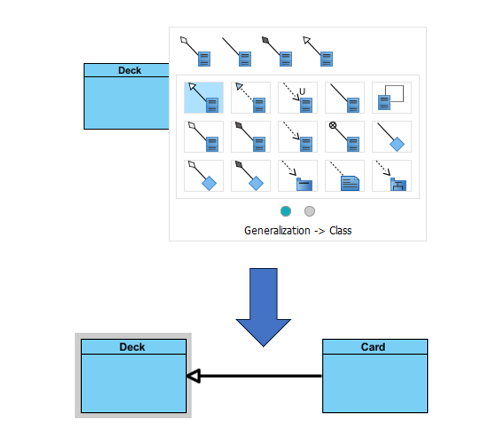 Deck
U
Generalization -> Class
Deck
Card